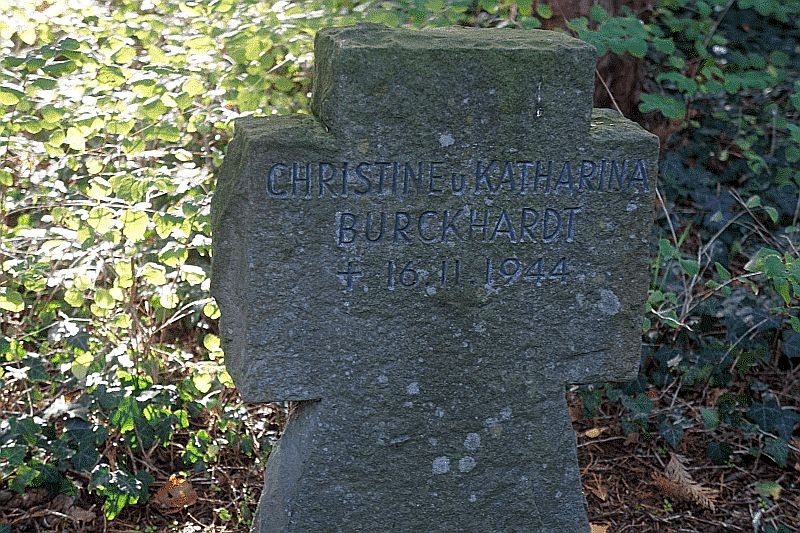 CHRISTINE u. KATHARINA
BURCKHARDT
† 16.11.1944